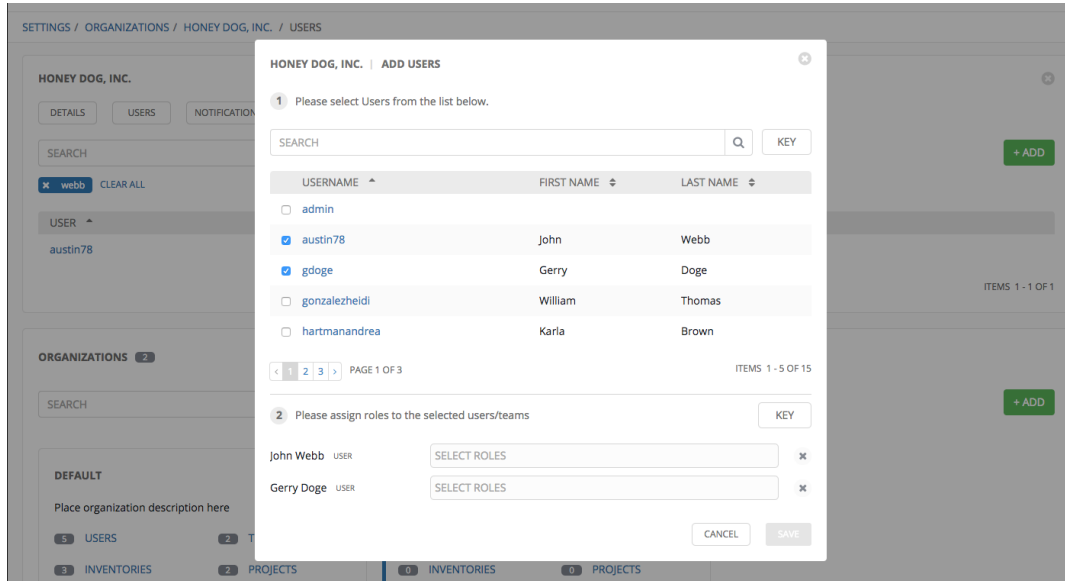 SETTINGS / ORGANIZATIONS / HONEY DOG, INC. / USERS
HONEY DOG, INC.
DETAILS USERS NOTIFICATION
SEARCH
+ ADD
webb CLEAR ALL
USER
austin78
ITEMS 1 - 1 OF 1
ORGANIZATIONS 2
SEARCH
+ ADD
DEFAULT
Place organization description here
5 USERS 2 T
3 INVENTORIES 2 PROJECTS 0 INVENTORIES 0 PROJECTS
HONEY DOG, INC. | ADD USERS
1 Please select Users from the list below.
SEARCH KEY
USERNAME FIRST NAME LAST NAME
admin
austin78 John Webb
gdoge Gerry Doge
gonzalezheidi William Thomas
hartmanandrea Karla Brown
< 1 2 3 > PAGE 1 OF 3 ITEMS 1 - 5 OF 15
2 Please assign roles to the selected users/teams KEY
John Webb USER SELECT ROLES
Gerry Doge USER SELECT ROLES
CANCEL SAVE